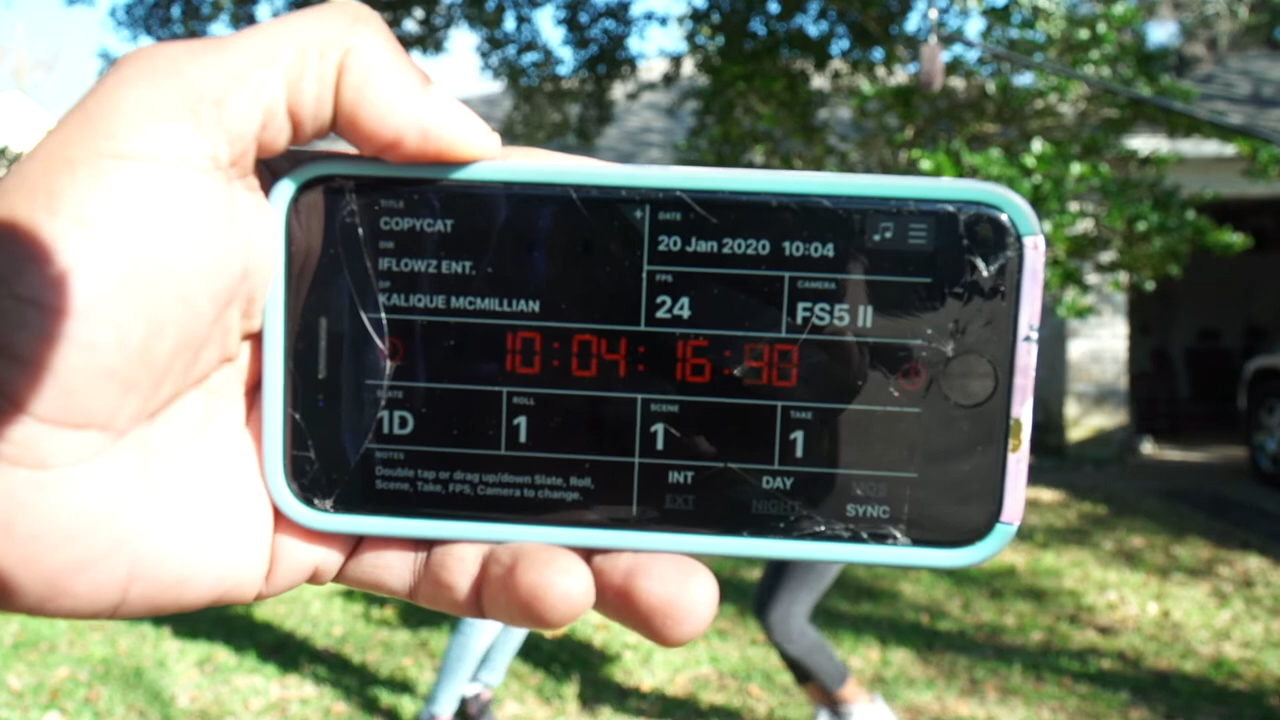 TITLE
COPYCAT
DIR
IFLOWZ ENT.
DP
KALIQUE MCMILLIAN
DATE
20 Jan 2020 10:04
FPS
24
CAMERA
FS5 II
10:04:16
SLATE
1D
ROLL
1
SCENE
1
TAKE
1
NOTES
Double tap or drag up/down Slate, Roll,
Scene, Take, FPS, Camera to change.
INT
EXT
DAY
NIGHT
MOS
SYNC